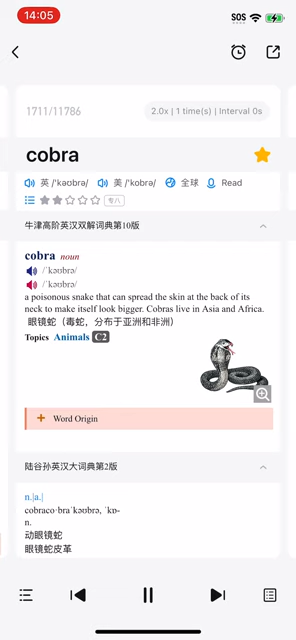 14:05
SOS
1711/11786
2.0x | 1 time(s) | Interval 0s
cobra
英 /'kəubrə/ 美 /'kobrə/ 全球 Read
专八
牛津高阶英汉双解词典第10版
cobra noun
/ˈkəʊbrə/
/ˈkəʊbrə/
a poisonous snake that can spread the skin at the back of its
neck to make itself look bigger. Cobras live in Asia and Africa.
眼镜蛇（毒蛇，分布于亚洲和非洲）
Topics Animals C2
Word Origin
陆谷孙英汉大词典第2版
n.|a.|
cobraco·bra ˈkəʊbrə, ˈkɒ-
n.
动眼镜蛇
眼镜蛇皮革